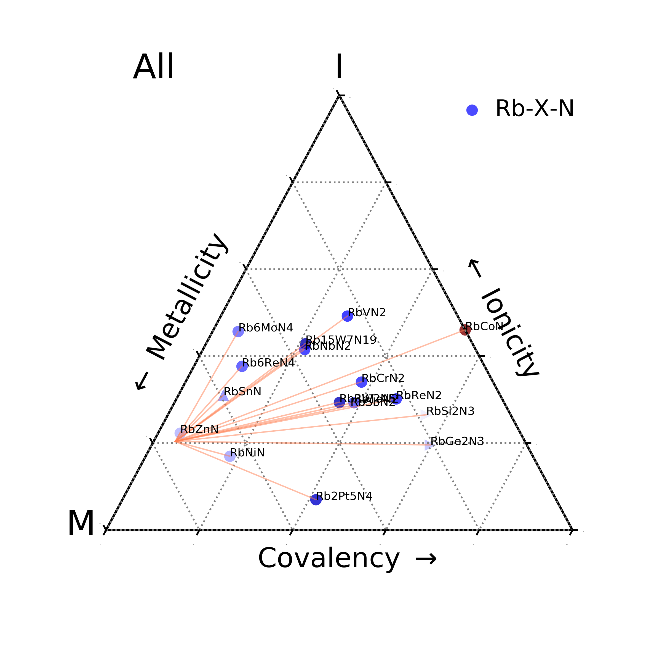 All
I
Rb-X-N
← Metallicity
← Ionicity
RbVN2
Rb6MoN4
RbCoN
Rb15W7N19
RbNbN2
Rb6ReN4
RbCrN2
RbSnN
RbReN2
RbSi2N3
RbZnN
RbGe2N3
RbNiN
Rb2Pt5N4
M
Covalency →